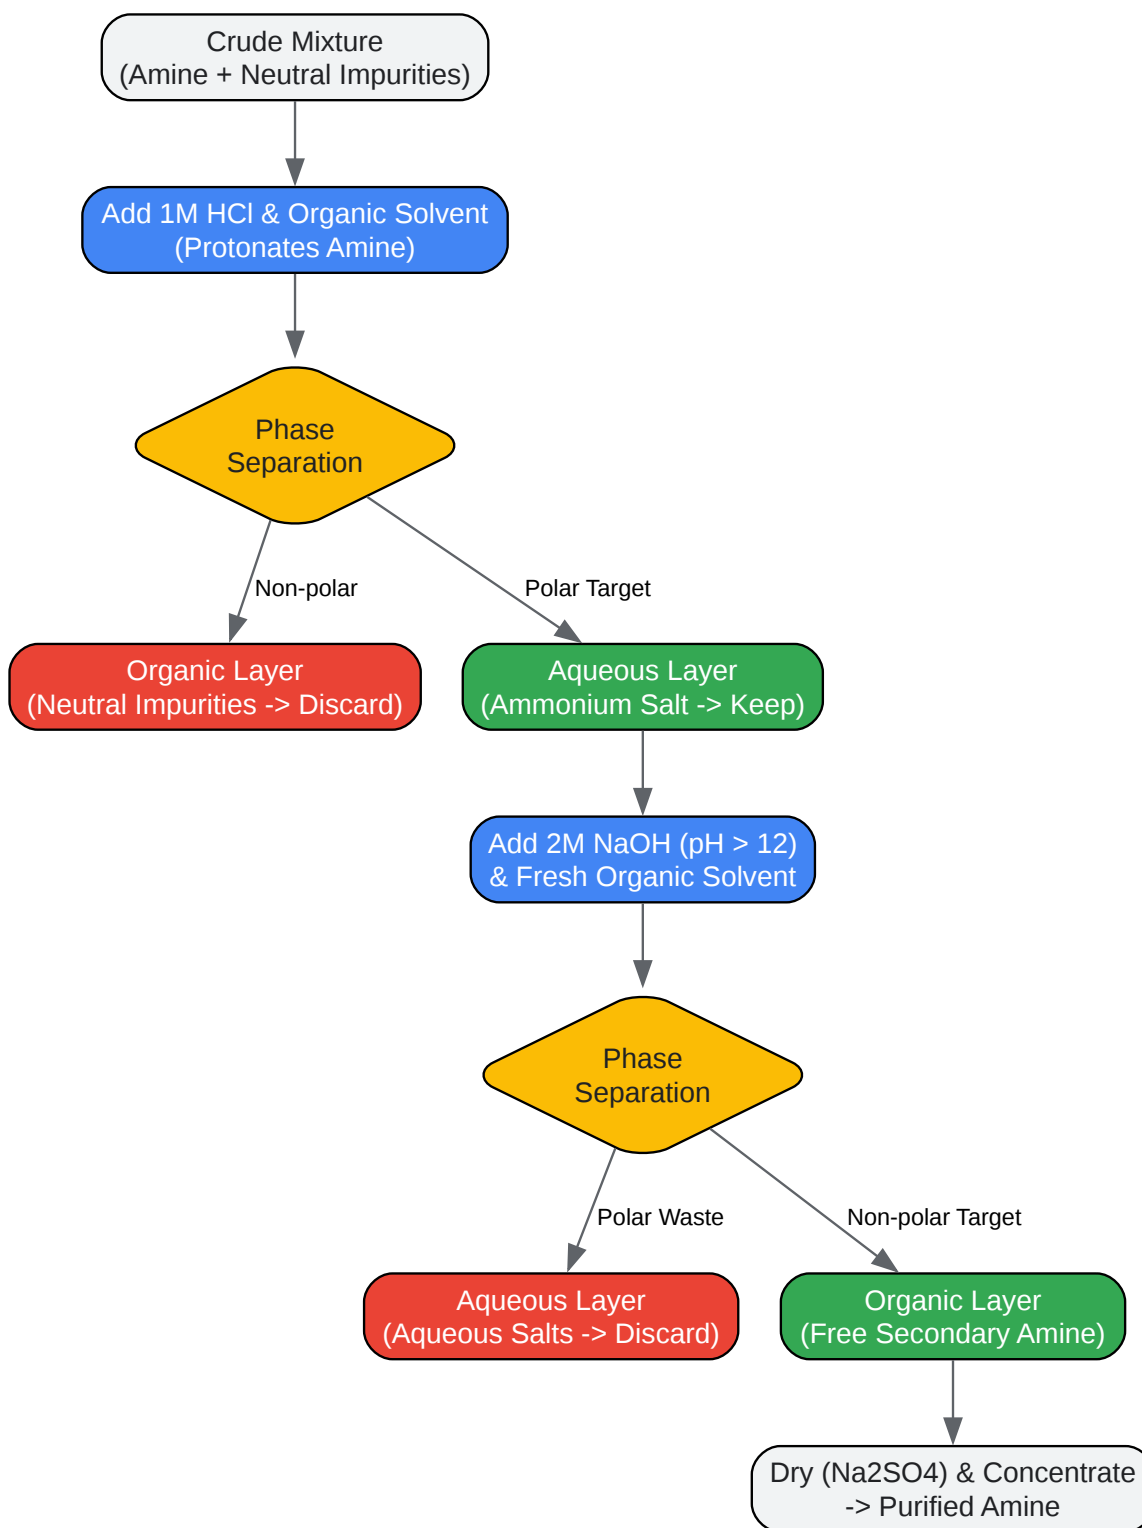 Crude Mixture
(Amine + Neutral Impurities)
Add 1M HCl & Organic Solvent
(Protonates Amine)
Phase
Separation
Non-polar
Polar Target
Organic Layer
(Neutral Impurities -> Discard)
Aqueous Layer
(Ammonium Salt -> Keep)
Add 2M NaOH (pH > 12)
& Fresh Organic Solvent
Phase
Separation
Polar Waste
Non-polar Target
Aqueous Layer
(Aqueous Salts -> Discard)
Organic Layer
(Free Secondary Amine)
Dry (Na2SO4) & Concentrate
-> Purified Amine